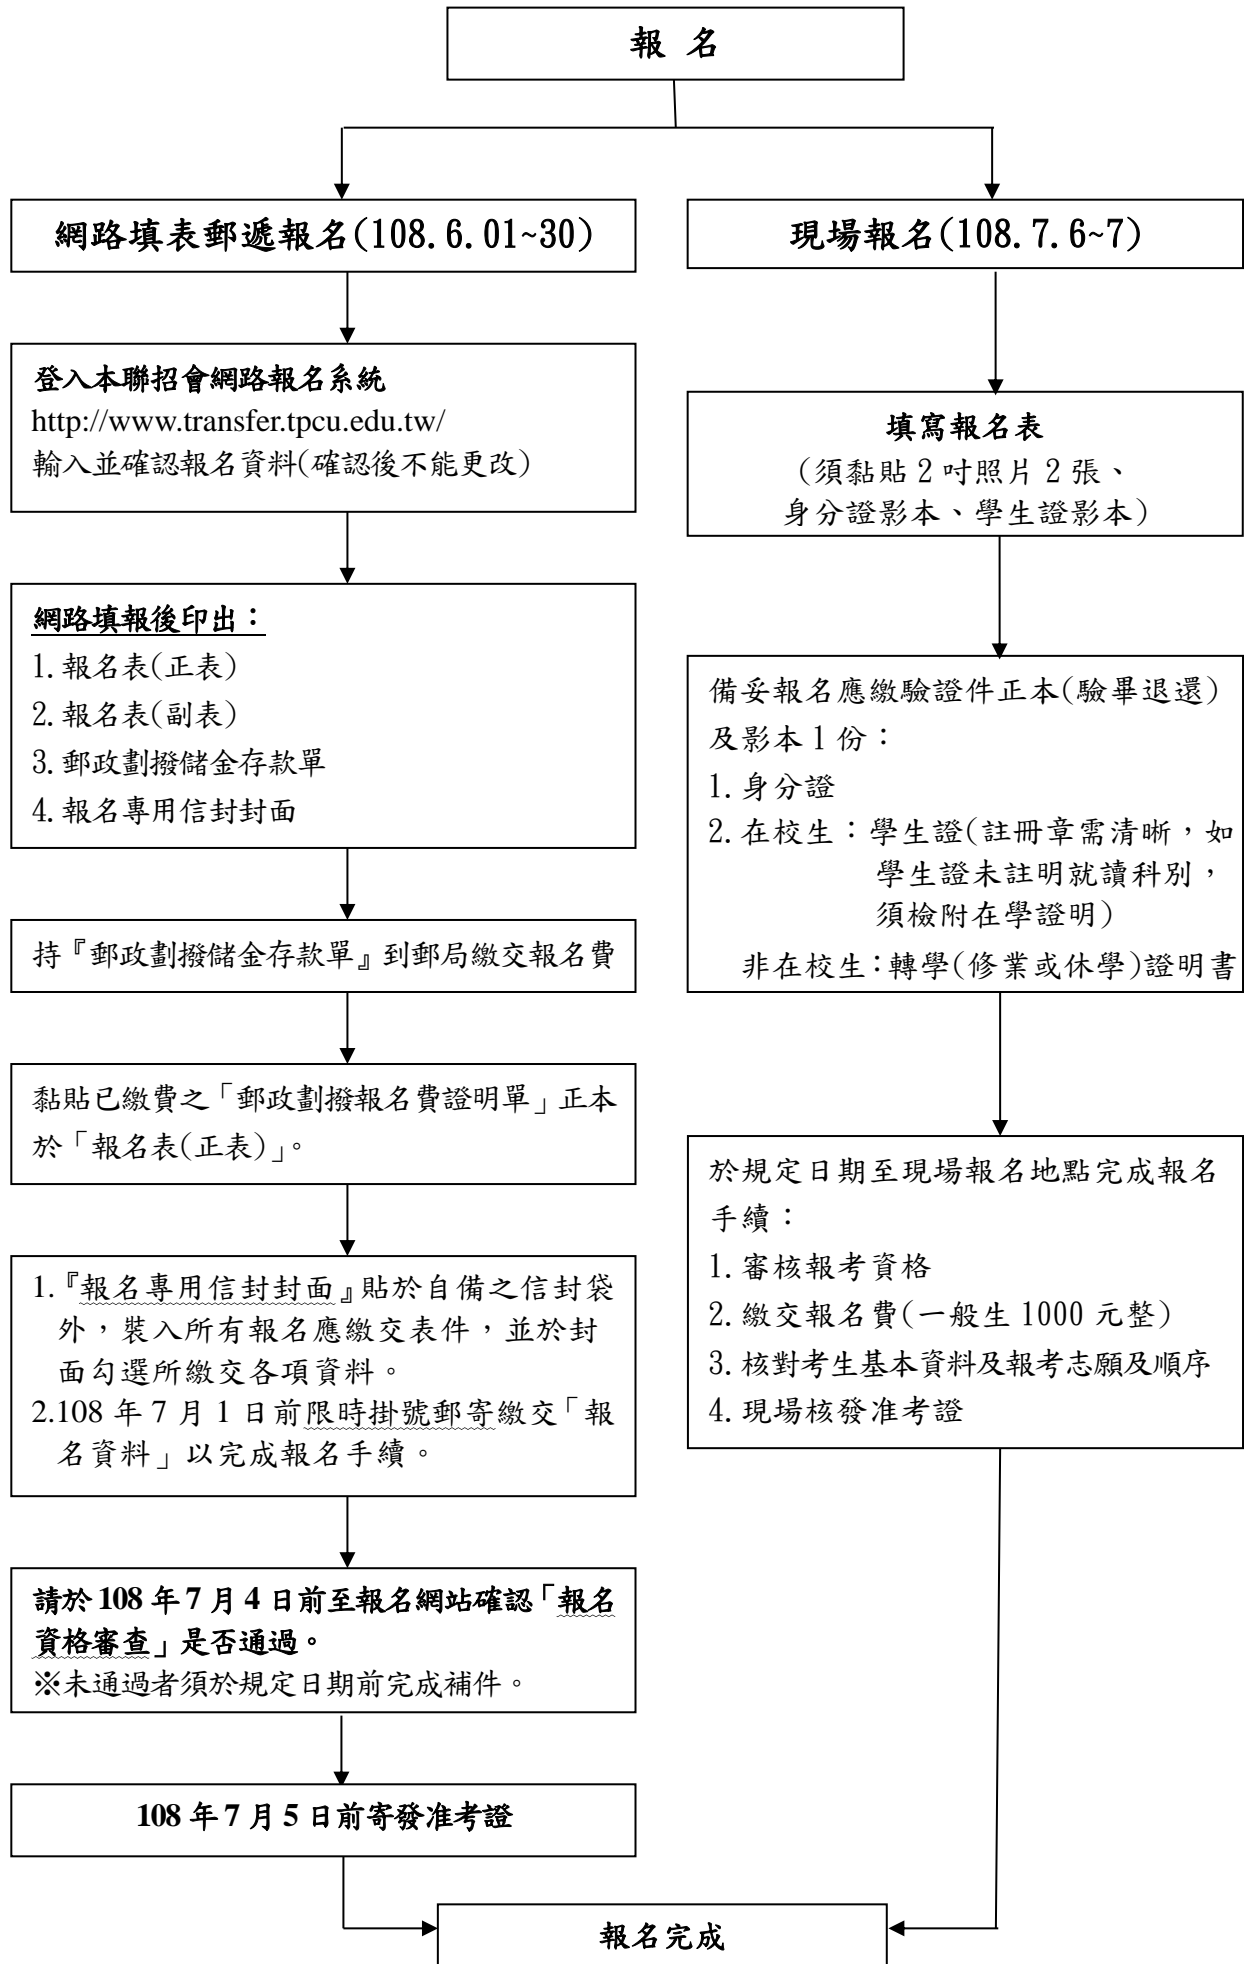 報 名
網路填表郵遞報名(108.6.01~30)
登入本聯招會網路報名系統
http://www.transfer.tpcu.edu.tw/
輸入並確認報名資料(確認後不能更改)
網路填報後印出：
1.報名表(正表)
2.報名表(副表)
3.郵政劃撥儲金存款單
4.報名專用信封封面
持『郵政劃撥儲金存款單』到郵局繳交報名費
黏貼已繳費之「郵政劃撥報名費證明單」正本
於「報名表(正表)」。
1.『報名專用信封封面』貼於自備之信封袋
外，裝入所有報名應繳交表件，並於封
面勾選所繳交各項資料。
2.108 年 7 月 1 日前限時掛號郵寄繳交「報
名資料」以完成報名手續。
請於 108 年 7 月 4 日前至報名網站確認「報名
資格審查」是否通過。
※未通過者須於規定日期前完成補件。
108 年 7 月 5 日前寄發准考證
現場報名(108.7.6~7)
填寫報名表
(須黏貼 2 吋照片 2 張、
身分證影本、學生證影本)
備妥報名應繳驗證件正本(驗畢退還)
及影本 1 份：
1.身分證
2.在校生：學生證(註冊章需清晰，如
學生證未註明就讀科別，
須檢附在學證明)
非在校生：轉學(修業或休學)證明書
於規定日期至現場報名地點完成報名
手續：
1.審核報考資格
2.繳交報名費(一般生 1000 元整)
3.核對考生基本資料及報考志願及順序
4.現場核發准考證
報名完成